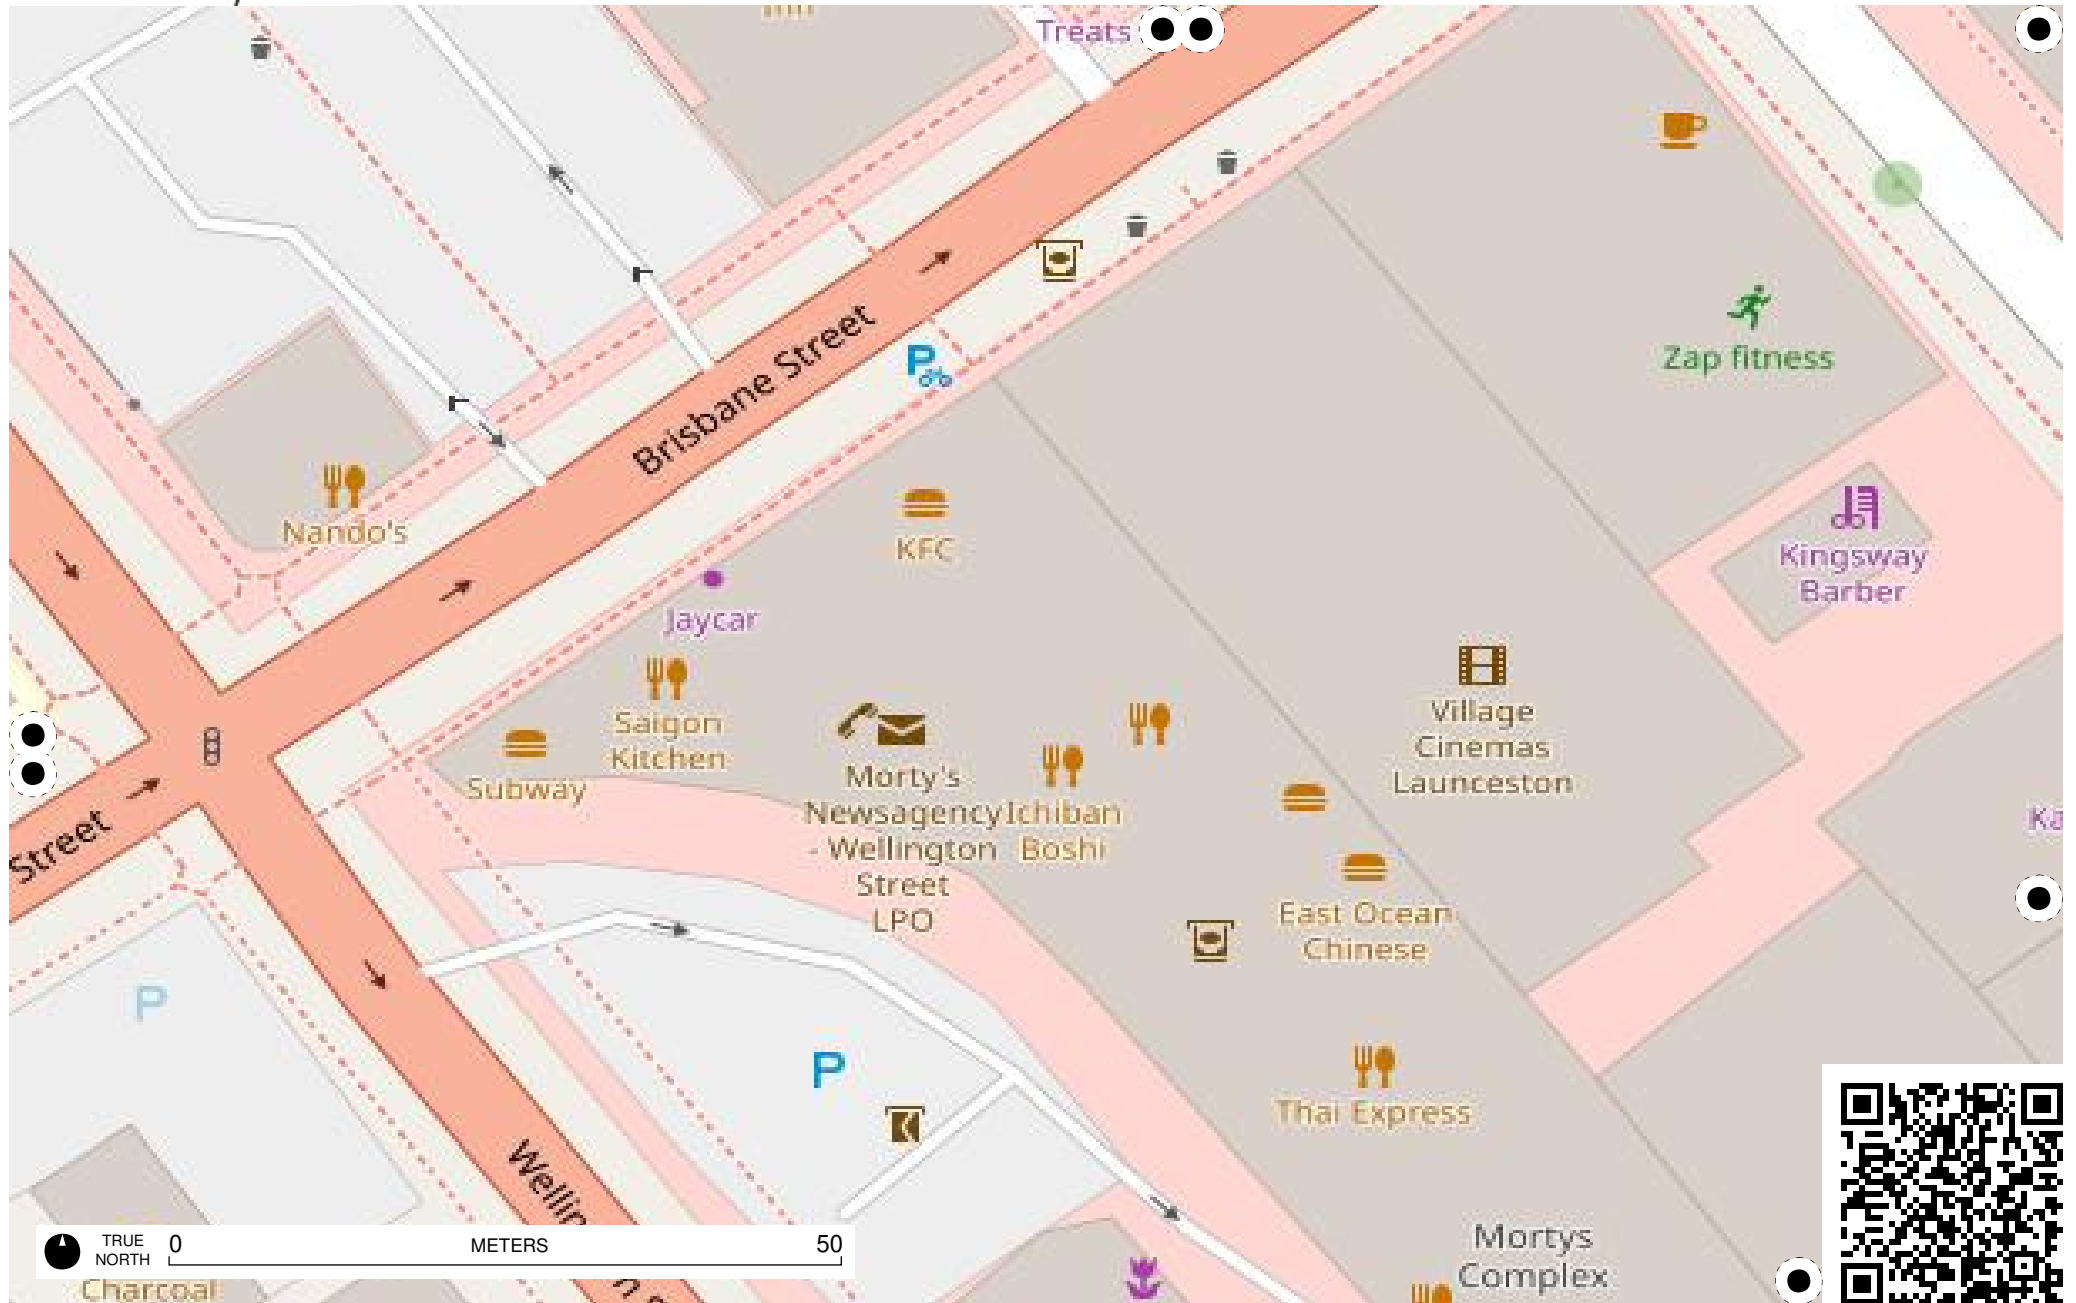 Treats
Brisbane Street
Zap fitness
Nando's
KFC
Kingsway
Barber
Jaycar
Saigon
Kitchen
Subway
Village
Cinemas
Launceston
Morty's
Newsagency
- Wellington
Street
LPO
Ichiban
Boshi
Street
East Ocean
Chinese
P
P
P
Thai Express
Mortys
Complex
TRUE
NORTH
0
METERS
50
Charcoal